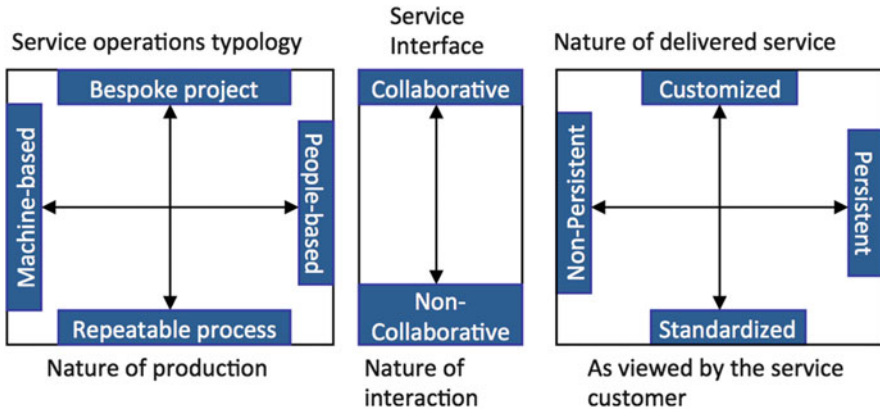 Service operations typology
Bespoke project
Machine-based
People-based
Repeatable process
Nature of production
Service
Interface
Collaborative
Non-
Collaborative
Nature of
interaction
Nature of delivered service
Customized
Non-Persistent
Persistent
Standardized
As viewed by the service
customer